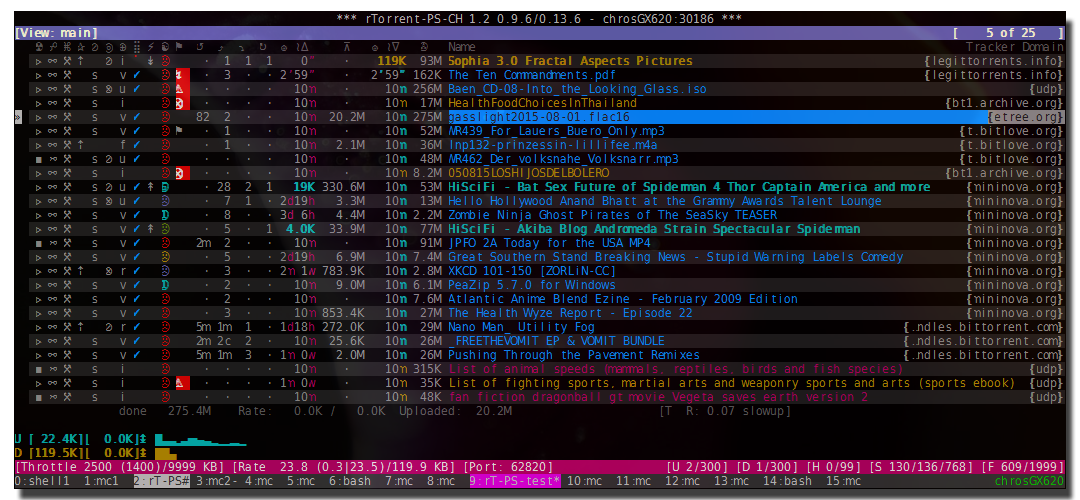 *** rTorrent-PS-CH 1.2 0.9.6/0.13.6 - chrosGX620:30186 ***
[View: main] [ 5 of 25 ]
Name Tracker Domain
· 1 1 1 0" 119K 93M Sophia 3.0 Fractal Aspects Pictures {legittorrents.info}
s v · 3 · · 2'59" 2'59" 162K The Ten Commandments.pdf {legittorrents.info}
s u · · · · 10m 10m 256M Baen_CD-08-Into_the_Looking_Glass.iso {udp}
s i · · · · 10m 10m 17M HealthFoodChoicesInThailand {bt1.archive.org}
s v 82 2 · · 10m 20.2M 10m 275M gasslight2015-08-01.flac16 {etree.org}
s v · 1 · · 10m 10m 52M WR439_For_Lauers_Buero_Only.mp3 {t.bitlove.org}
f · 1 · · 10m 2.1M 10m 36M lnp132-prinzessin-lillifee.m4a {t.bitlove.org}
s u · · · · 10m 10m 48M WR462_Der_volksnahe_Volksnarr.mp3 {t.bitlove.org}
s i · · · · 10m 10m 8.2M 050815LOSHIJOSDELBOLERO {bt1.archive.org}
s u · 28 2 1 19K 330.6M 10m 53M HiSciFi - Bat Sex Future of Spiderman 4 Thor Captain America and more {mininova.org}
s u · 7 1 · 2d19h 3.3M 10m 13M Hello Hollywood Anand Bhatt at the Grammy Awards Talent Lounge {mininova.org}
s v · 8 · · 3d 6h 4.4M 10m 2.2M Zombie Ninja Ghost Pirates of The SeaSky TEASER {mininova.org}
s v · 5 · 1 4.0K 33.9M 10m 77M HiSciFi - Akiba Blog Andromeda Strain Spectacular Spiderman {mininova.org}
s v 2m 2 · · 10m 10m 91M JPFO 2A Today for the USA MP4 {mininova.org}
s v · 5 · · 2d19h 6.9M 10m 7.4M Great Southern Stand Breaking News - Stupid Warning Labels Comedy {mininova.org}
r · 3 · · 2m 1w 783.9K 10m 2.8M XKCD 101-150 [ZORLiN-CC] {mininova.org}
s v · 2 · · 10m 9.0M 10m 6.1M PeaZip 5.7.0 for Windows {mininova.org}
s v · 2 · · 10m 10m 7.6M Atlantic Anime Blend Ezine - February 2009 Edition {mininova.org}
s v · 3 · · 10m 853.4K 10m 27M The Health Wyze Report - Episode 22 {mininova.org}
r 5m 1m 1 · 1d18h 272.0K 10m 29M Nano Man_ Utility Fog {..ndles.bittorrent.com}
s v 2m 2c 2 · 10m 25.6K 10m 26M _FREETHEVOMIT EP & VOMIT BUNDLE {..ndles.bittorrent.com}
s v 5m 1m 3 · 1m 0w 2.0M 10m 26M Pushing Through the Pavement Remixes {..ndles.bittorrent.com}
s i · · · · 10m 10m 315K List of animal speeds (mammals, reptiles, birds and fish species) {udp}
s i · · · · 1m 0w 10m 35K List of fighting sports, martial arts and weaponry sports and arts (sports ebook) {udp}
s i · · · · 10m 10m 48K fan fiction dragonball gt movie Vegeta saves earth version 2 {udp}
done 275.4M Rate: 0.0K / 0.0K Uploaded: 20.2M [T R: 0.07 slowup]
U [ 22.4K][ 0.0K]
D [119.5K][ 0.0K]
[Throttle 2500 (1400)/9999 KB] [Rate 23.8 (0.3|23.5)/119.9 KB] [Port: 62820] [U 2/300] [D 1/300] [H 0/99] [S 130/136/768] [F 609/1999]
0:shell1 1:mc1 2:rT-PS# 3:mc2- 4:mc 5:mc 6:bash 7:mc 8:mc 9:rT-PS-test* 10:mc 11:mc 12:mc 13:mc 14:bash 15:mc chrosGX620